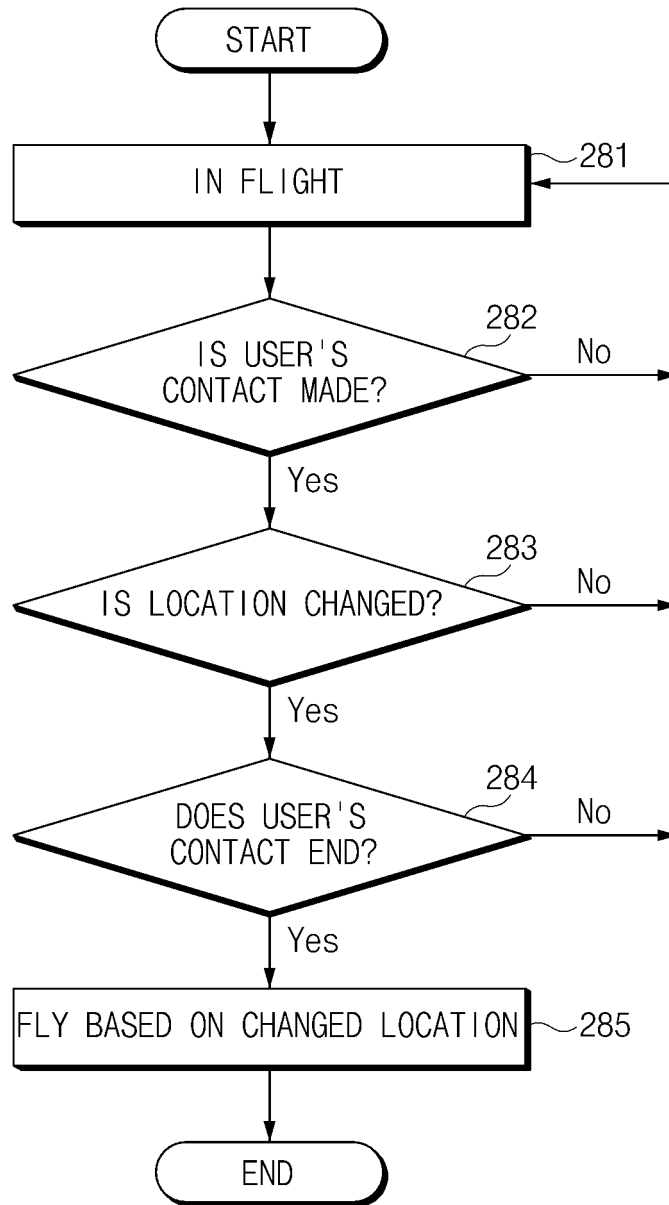 START
281
IN FLIGHT
282
IS USER'S
CONTACT MADE?
No
Yes
283
IS LOCATION CHANGED?
No
Yes
284
DOES USER'S
CONTACT END?
No
Yes
FLY BASED ON CHANGED LOCATION
285
END